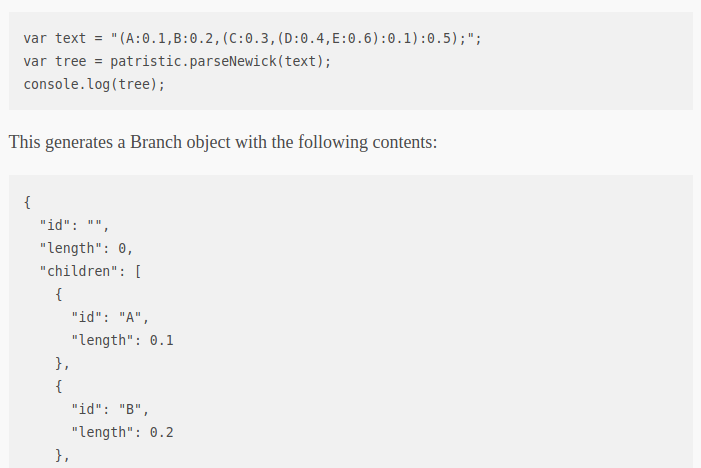 var text = "(A:0.1,B:0.2,(C:0.3,(D:0.4,E:0.6):0.1):0.5);";
var tree = patristic.parseNewick(text);
console.log(tree);
This generates a Branch object with the following contents:
{
  "id": "",
  "length": 0,
  "children": [
    {
      "id": "A",
      "length": 0.1
    },
    {
      "id": "B",
      "length": 0.2
    },